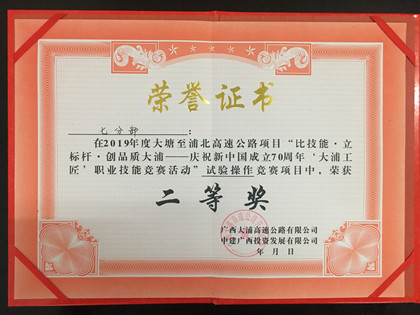 荣誉证书
七分部：
在2019年度大塘至浦北高速公路项目“比技能·立
标杆·创品质大浦——庆祝新中国成立70周年‘大浦工
匠’职业技能竞赛活动”试验操作竞赛项目中，荣获
二等奖
广西大浦高速公路有限公司
中建广西投资发展有限公司
年 月 日